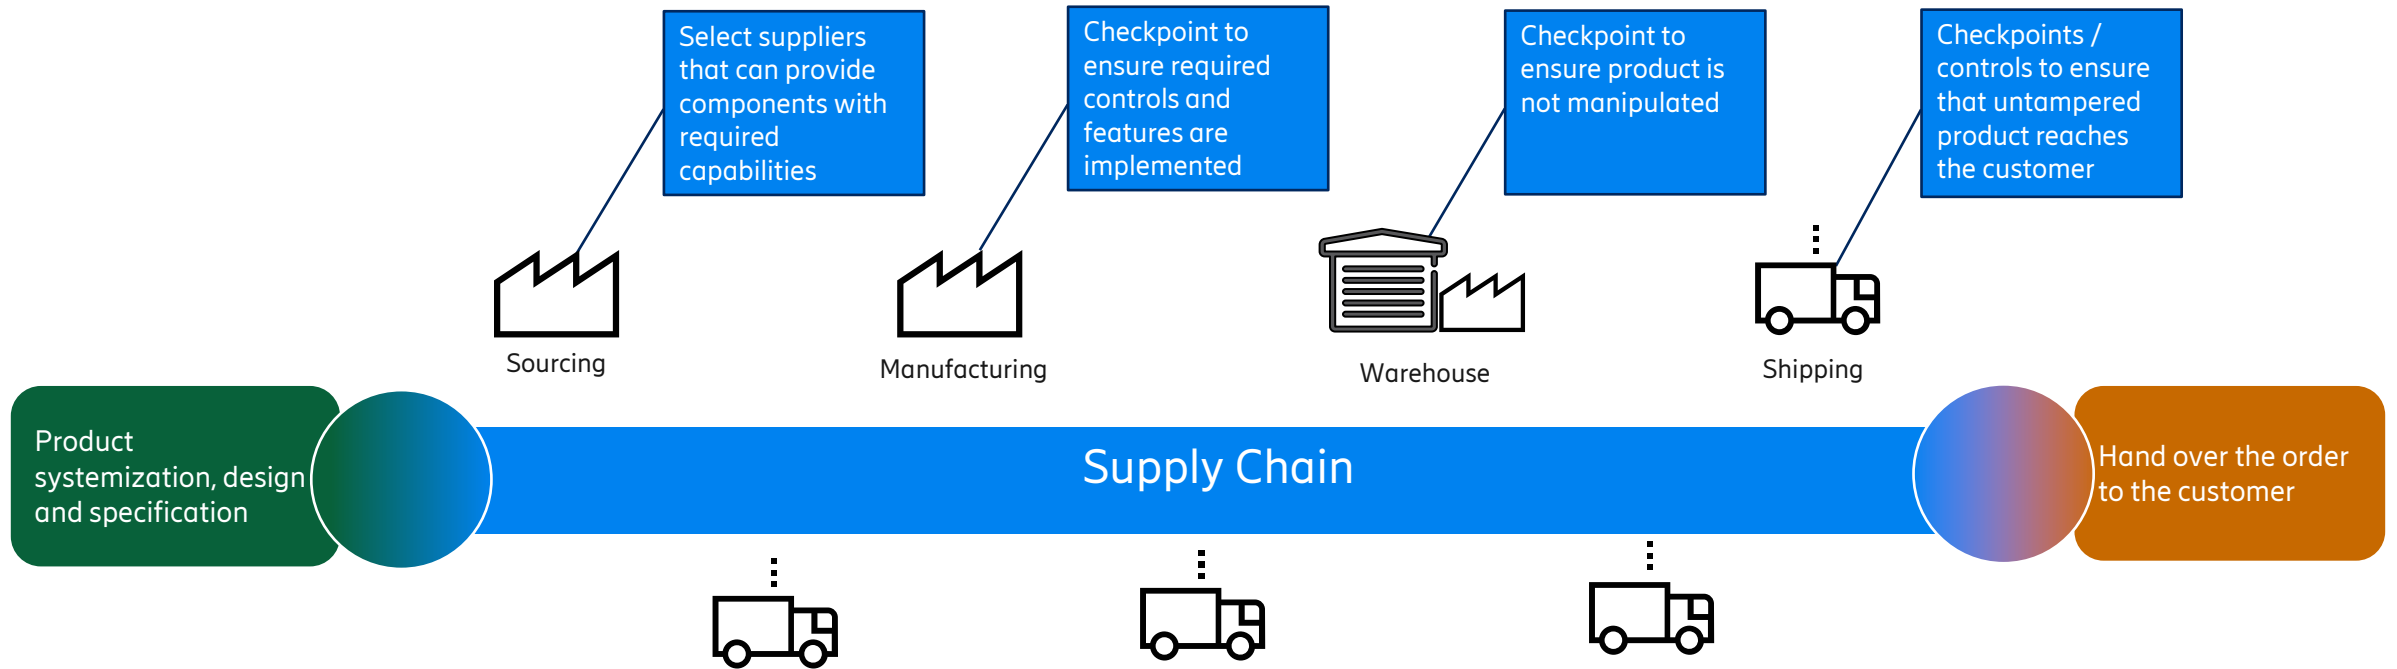 Select suppliers
that can provide
components with
required
capabilities
Checkpoint to
ensure required
controls and
features are
implemented
Checkpoint to
ensure product is
not manipulated
Checkpoints /
controls to ensure
that untampered
product reaches
the customer
Sourcing
Manufacturing
Warehouse
Shipping
Product
systemization, design
and specification
Supply Chain
Hand over the order
to the customer